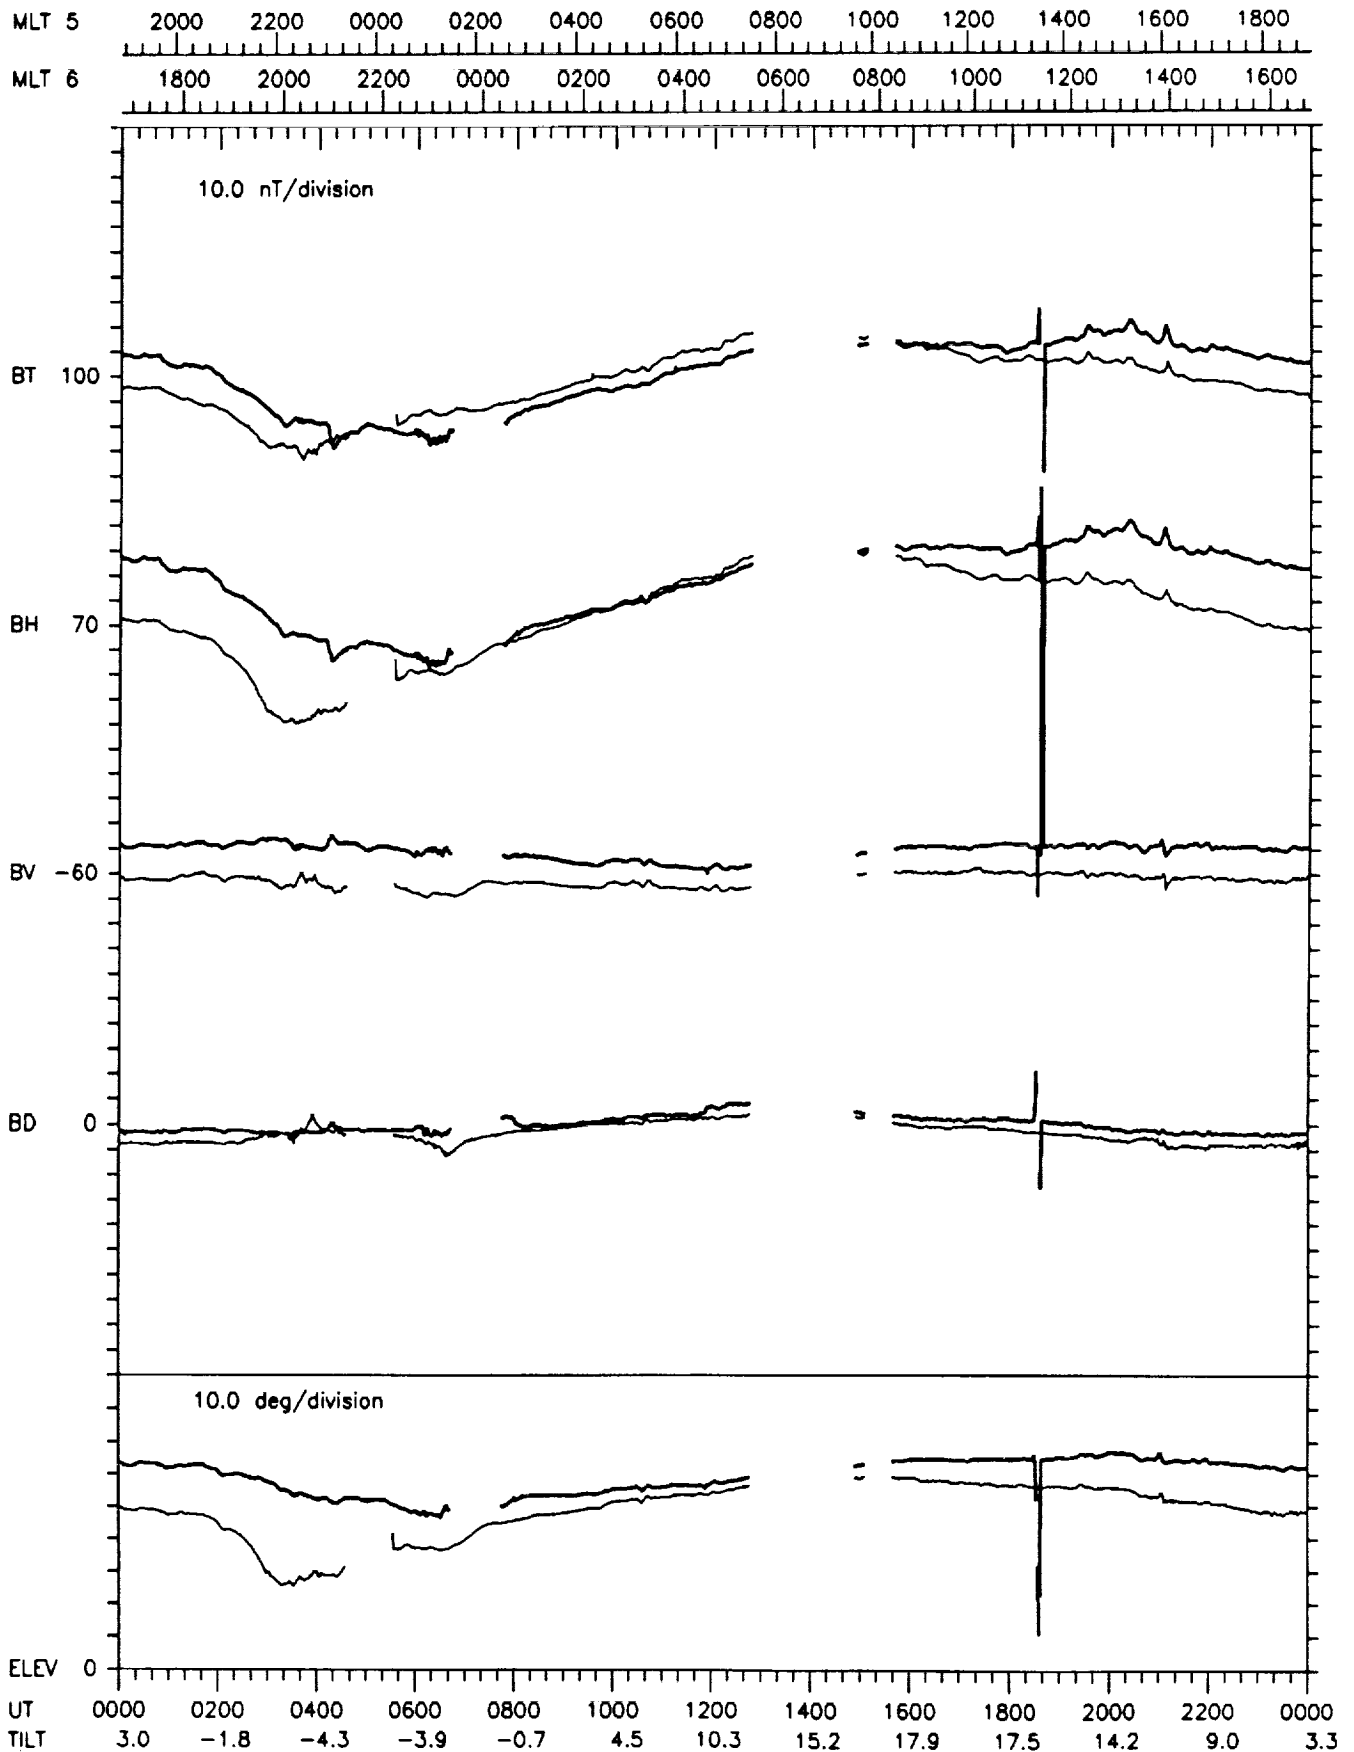 MLT 5 2000 2200 0000 0200 0400 0600 0800 1000 1200 1400 1600 1800
MLT 6 1800 2000 2200 0000 0200 0400 0600 0800 1000 1200 1400 1600
10.0 nT/division
BT 100
BH 70
BV −60
BD 0
10.0 deg/division
ELEV 0
UT 0000 0200 0400 0600 0800 1000 1200 1400 1600 1800 2000 2200 0000
TILT 3.0 −1.8 −4.3 −3.9 −0.7 4.5 10.3 15.2 17.9 17.5 14.2 9.0 3.3